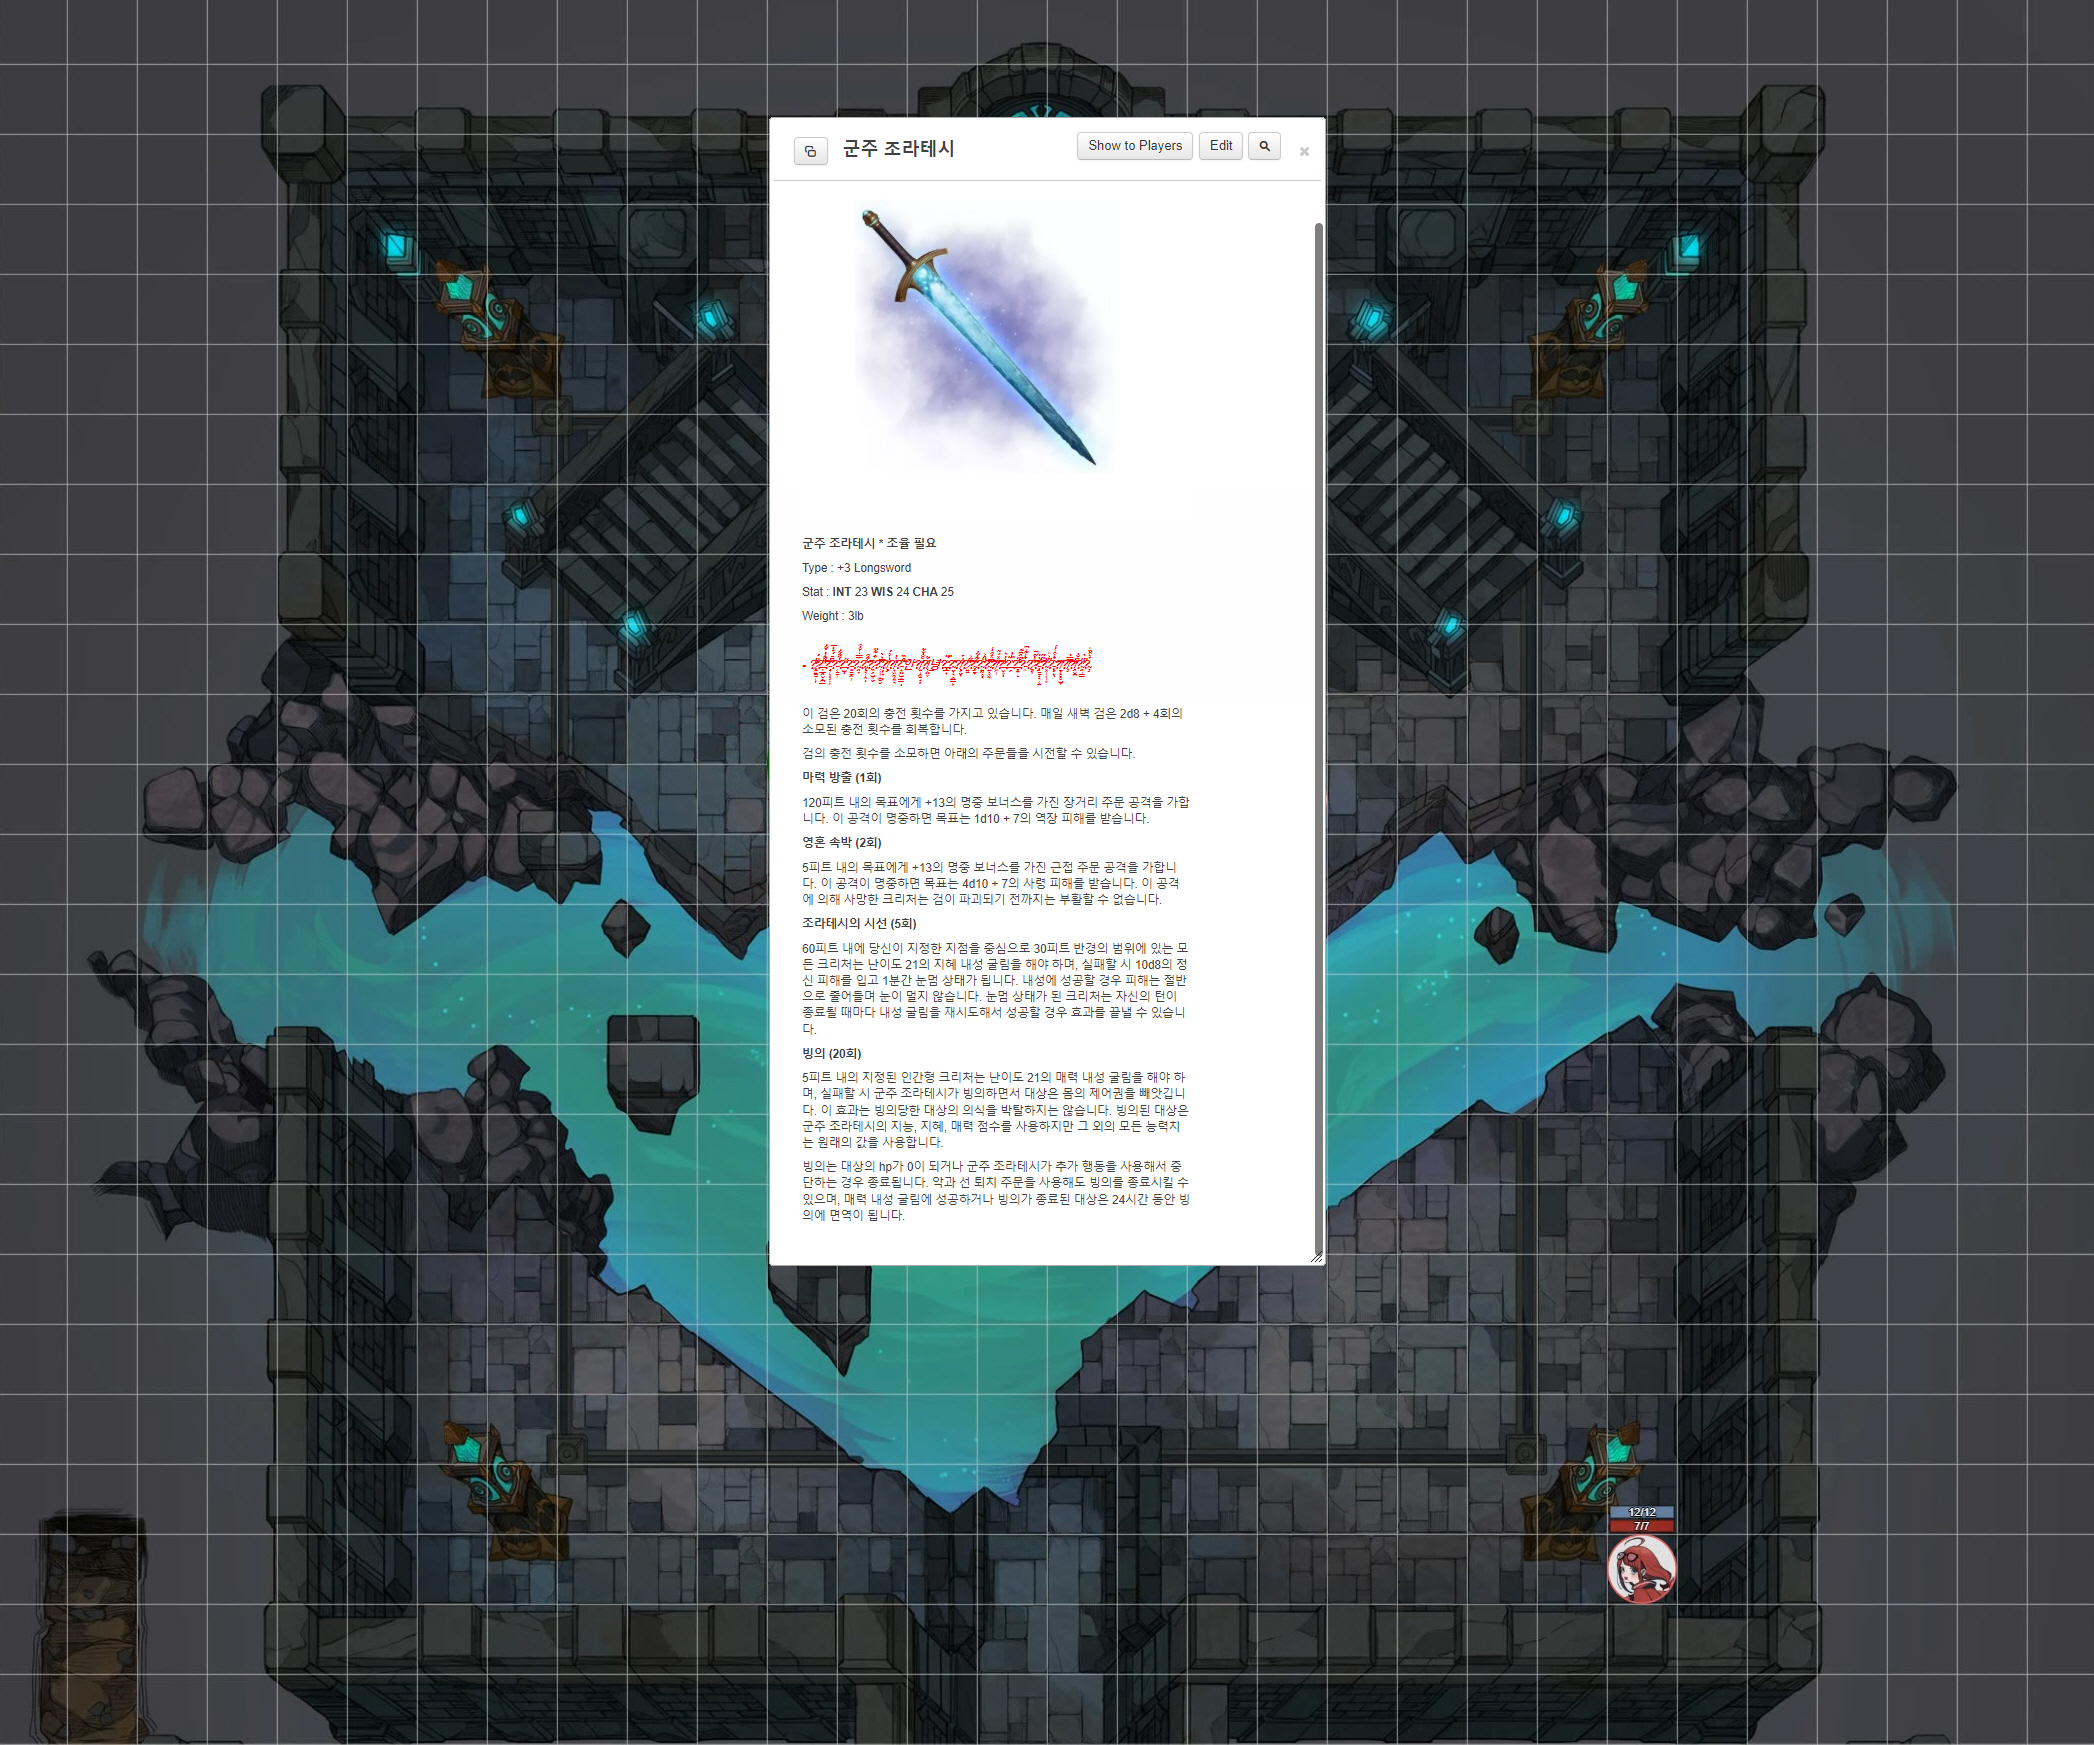 군주 조라테시
Show to Players
Edit
군주 조라테시 * 조율 필요
Type : +3 Longsword
Stat : INT 23 WIS 24 CHA 25
Weight : 3lb
이 검은 20회의 충전 횟수를 가지고 있습니다. 매일 새벽 검은 2d8 + 4회의
소모된 충전 횟수를 회복합니다.
검의 충전 횟수를 소모하면 아래의 주문들을 시전할 수 있습니다.
마력 방출 (1회)
120피트 내의 목표에게 +13의 명중 보너스를 가진 장거리 주문 공격을 가합
니다. 이 공격이 명중하면 목표는 1d10 + 7의 역장 피해를 받습니다.
영혼 속박 (2회)
5피트 내의 목표에게 +13의 명중 보너스를 가진 근접 주문 공격을 가합니
다. 이 공격이 명중하면 목표는 4d10 + 7의 사령 피해를 받습니다. 이 공격
에 의해 사망한 크리처는 검이 파괴되기 전까지는 부활할 수 없습니다.
조라테시의 시선 (5회)
60피트 내에 당신이 지정한 지점을 중심으로 30피트 반경의 범위에 있는 모
든 크리처는 난이도 21의 지혜 내성 굴림을 해야 하며, 실패할 시 10d8의 정
신 피해를 입고 1분간 눈멈 상태가 됩니다. 내성에 성공할 경우 피해는 절반
으로 줄어들며 눈이 멀지 않습니다. 눈멈 상태가 된 크리처는 자신의 턴이
종료될 때마다 내성 굴림을 재시도해서 성공할 경우 효과를 끝낼 수 있습니
다.
빙의 (20회)
5피트 내의 지정된 인간형 크리처는 난이도 21의 매력 내성 굴림을 해야 하
며, 실패할 시 군주 조라테시가 빙의하면서 대상은 몸의 제어권을 빼앗깁니
다. 이 효과는 빙의당한 대상의 의식을 박탈하지는 않습니다. 빙의된 대상은
군주 조라테시의 지능, 지혜, 매력 점수를 사용하지만 그 외의 모든 능력치
는 원래의 값을 사용합니다.
빙의는 대상의 hp가 0이 되거나 군주 조라테시가 추가 행동을 사용해서 중
단하는 경우 종료됩니다. 악과 선 퇴치 주문을 사용해도 빙의를 종료시킬 수
있으며, 매력 내성 굴림에 성공하거나 빙의가 종료된 대상은 24시간 동안 빙
의에 면역이 됩니다.
12/12
7/7